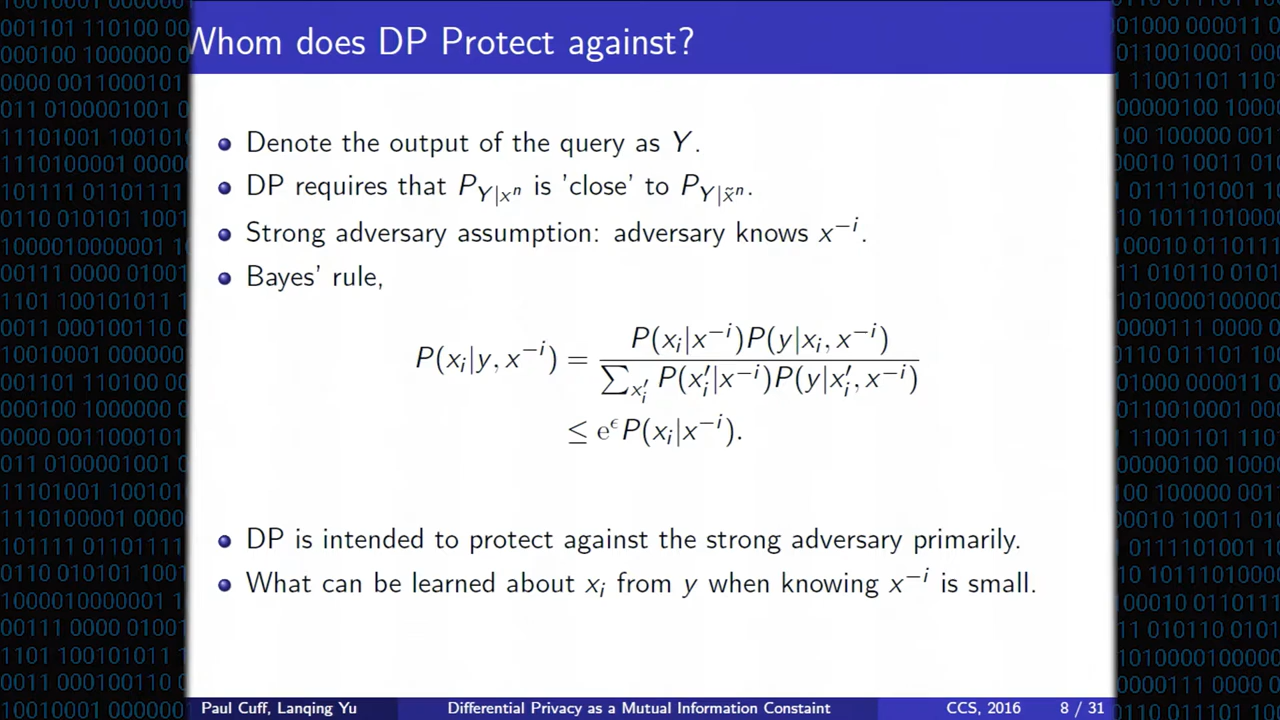 Whom does DP Protect against?
Denote the output of the query as Y.
DP requires that P_{Y|x^n} is 'close' to P_{Y|x̃^n}.
Strong adversary assumption: adversary knows x^{-i}.
Bayes' rule,
P(x_i|y, x^{-i}) = \frac{P(x_i|x^{-i})P(y|x_i, x^{-i})}{\sum_{x'_i} P(x'_i|x^{-i})P(y|x'_i, x^{-i})}
≤ e^ϵ P(x_i|x^{-i}).
DP is intended to protect against the strong adversary primarily.
What can be learned about x_i from y when knowing x^{-i} is small.
Paul Cuff, Lanqing Yu Differential Privacy as a Mutual Information Constaint CCS, 2016 8 / 31